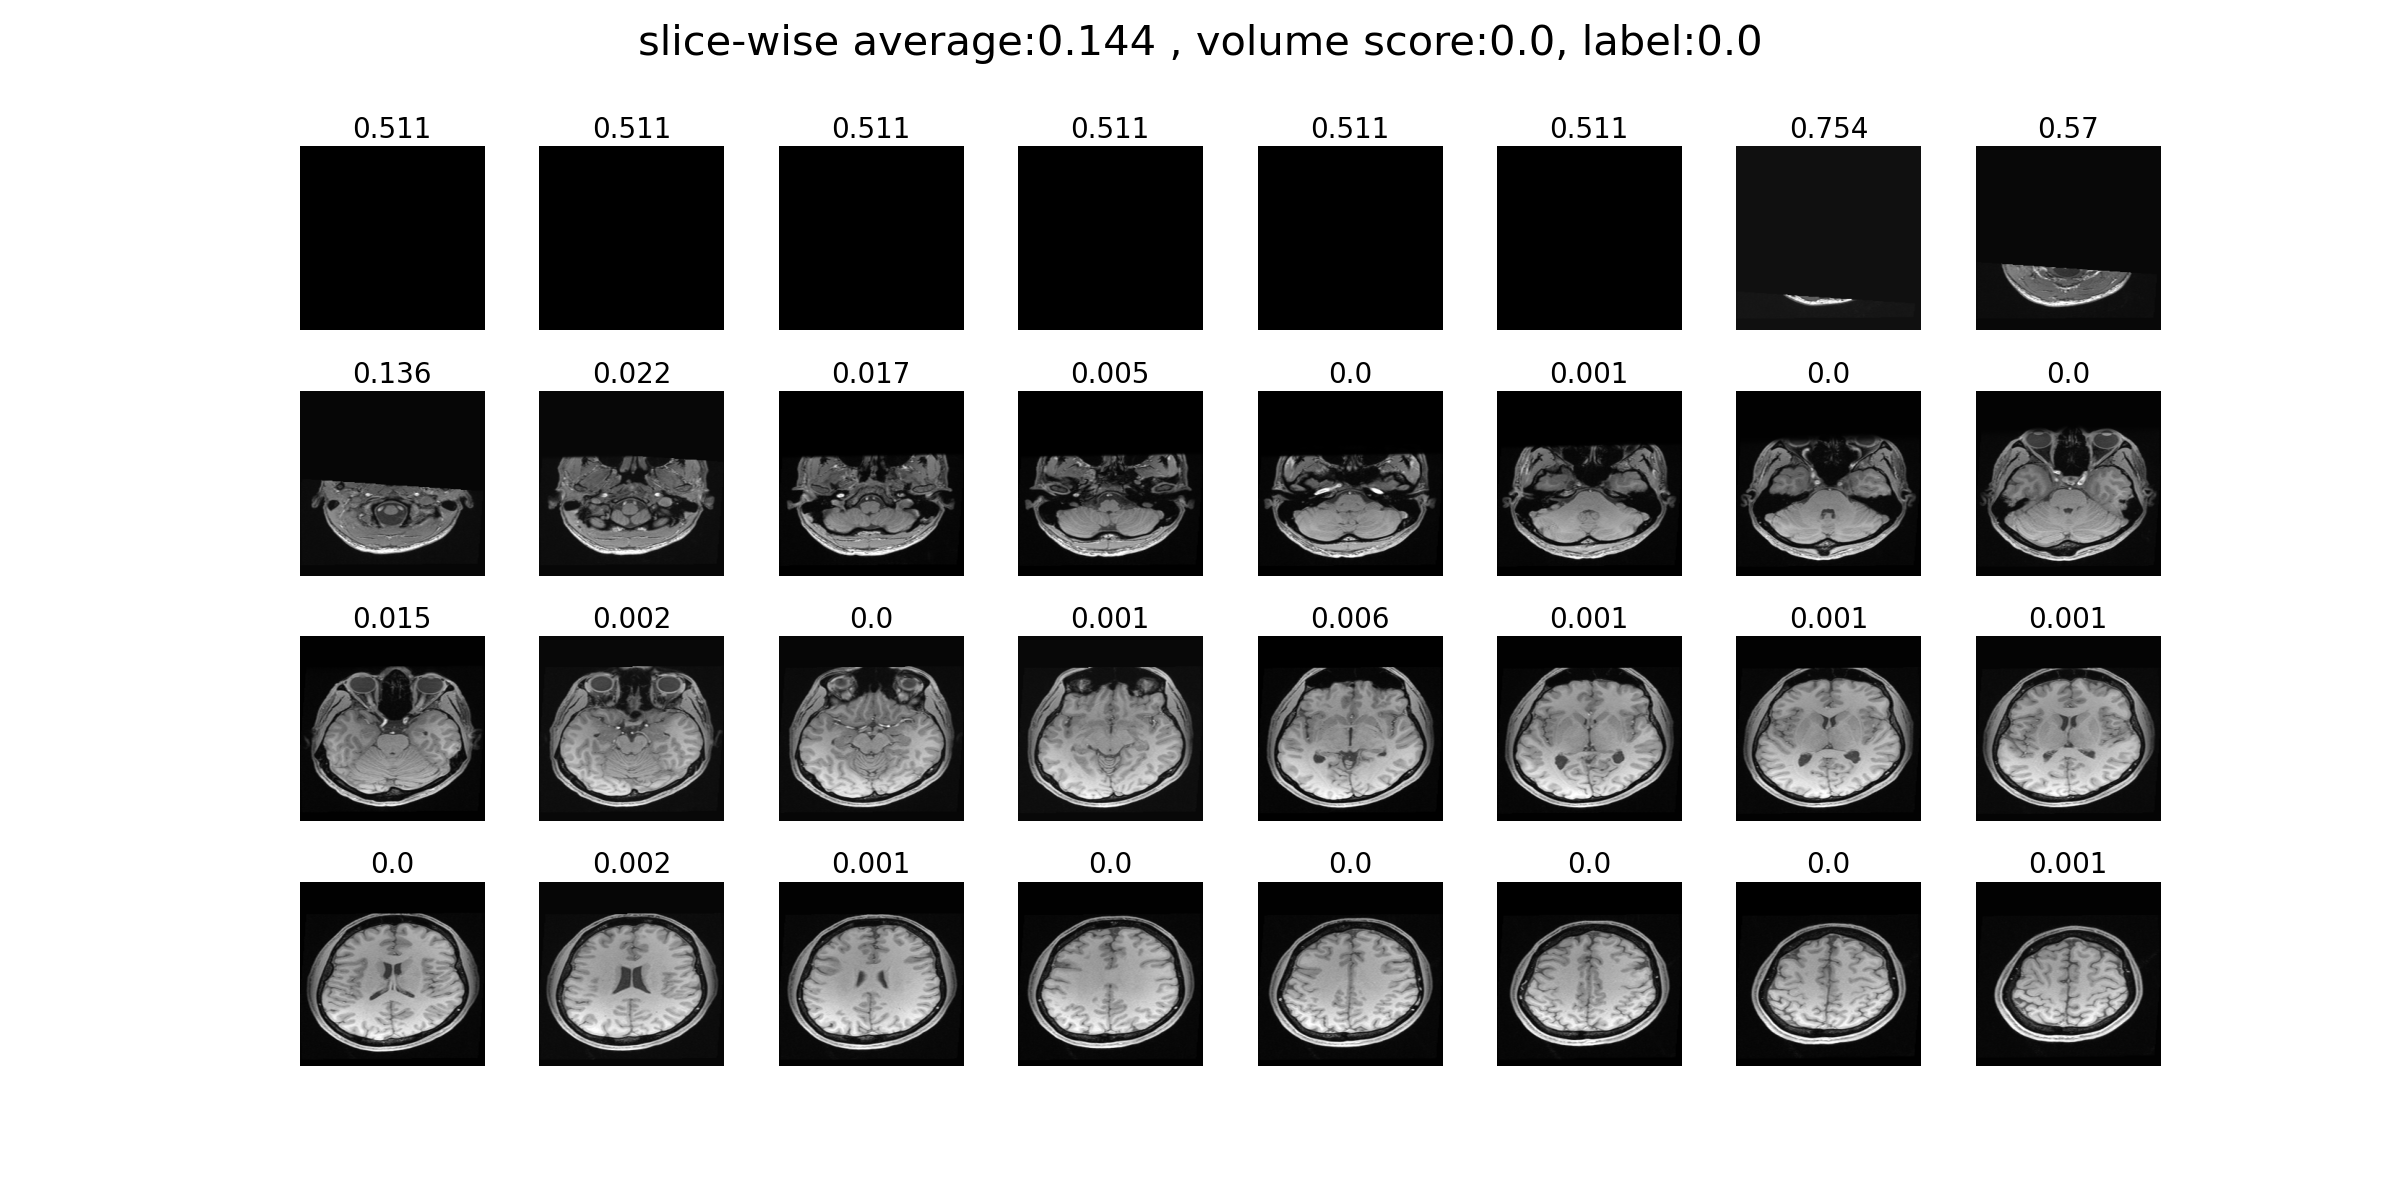 slice-wise average:0.144 , volume score:0.0, label:0.0
0.511 0.511 0.511 0.511 0.511 0.511 0.754 0.57
0.136 0.022 0.017 0.005 0.0 0.001 0.0 0.0
0.015 0.002 0.0 0.001 0.006 0.001 0.001 0.001
0.0 0.002 0.001 0.0 0.0 0.0 0.0 0.001